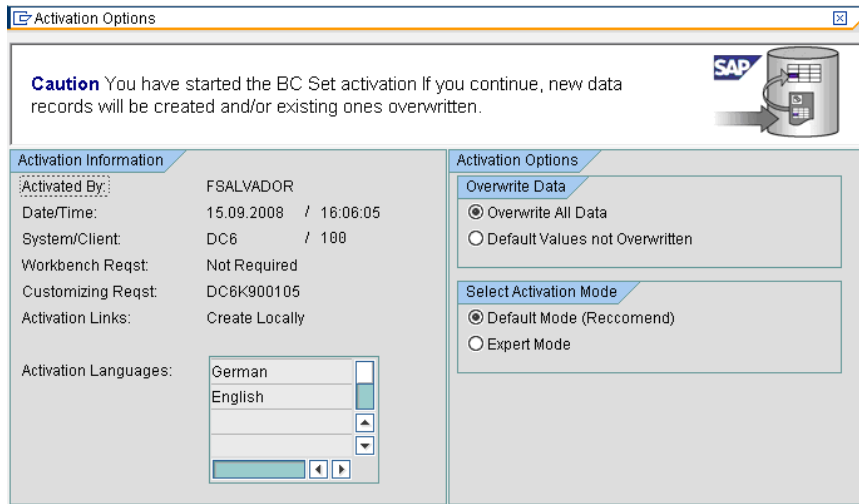 Activation Options
Caution You have started the BC Set activation If you continue, new data
records will be created and/or existing ones overwritten.
SAP
Activation Information
Activated By: FSALVADOR
Date/Time: 15.09.2008 / 16:06:05
System/Client: DC6 / 100
Workbench Reqst: Not Required
Customizing Reqst: DC6K900105
Activation Links: Create Locally
Activation Languages: German
English
Activation Options
Overwrite Data
Overwrite All Data
Default Values not Overwritten
Select Activation Mode
Default Mode (Reccomend)
Expert Mode